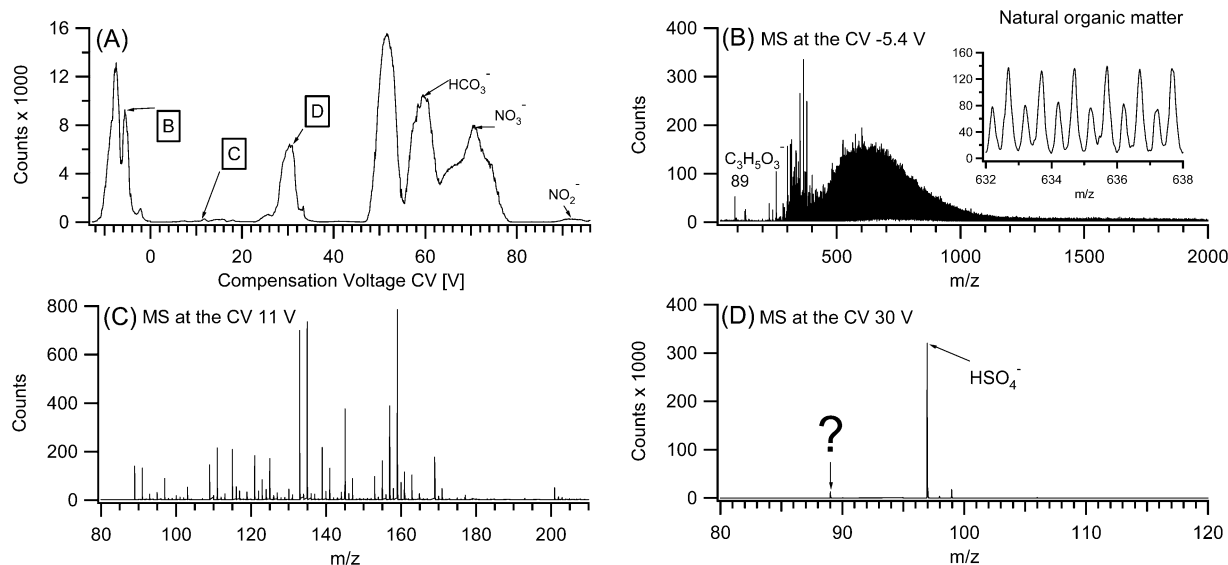 (A)
16
12
8
4
0
Counts x 1000
B
C
D
HCO₃⁻
NO₃⁻
NO₂⁻
0 20 40 60 80
Compensation Voltage CV [V]
(B) MS at the CV -5.4 V
400
300
200
100
0
Counts
C₃H₅O₃⁻
89
500 1000 1500 2000
m/z
Natural organic matter
160
120
80
40
0
632 634 636 638
m/z
(C) MS at the CV 11 V
800
600
400
200
0
Counts
80 100 120 140 160 180 200
m/z
(D) MS at the CV 30 V
400
300
200
100
0
Counts x 1000
?
HSO₄⁻
80 90 100 110 120
m/z